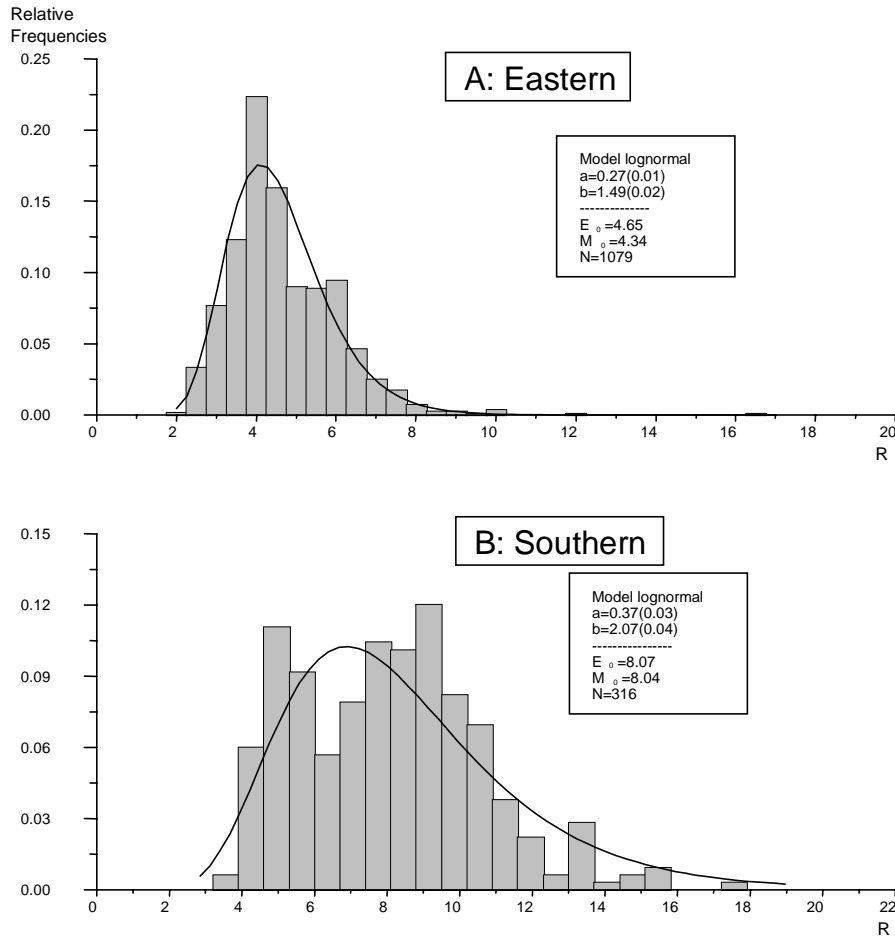 Relative
Frequencies
A: Eastern
0.25
0.20
0.15
0.10
0.05
0.00
Model lognormal
a=0.27(0.01)
b=1.49(0.02)
--------------
E 0 =4.65
M 0 =4.34
N=1079
0 2 4 6 8 10 12 14 16 18 20
R
B: Southern
0.15
0.12
0.09
0.06
0.03
0.00
Model lognormal
a=0.37(0.03)
b=2.07(0.04)
----------------
E 0 =8.07
M 0 =8.04
N=316
0 2 4 6 8 10 12 14 16 18 20 22
R